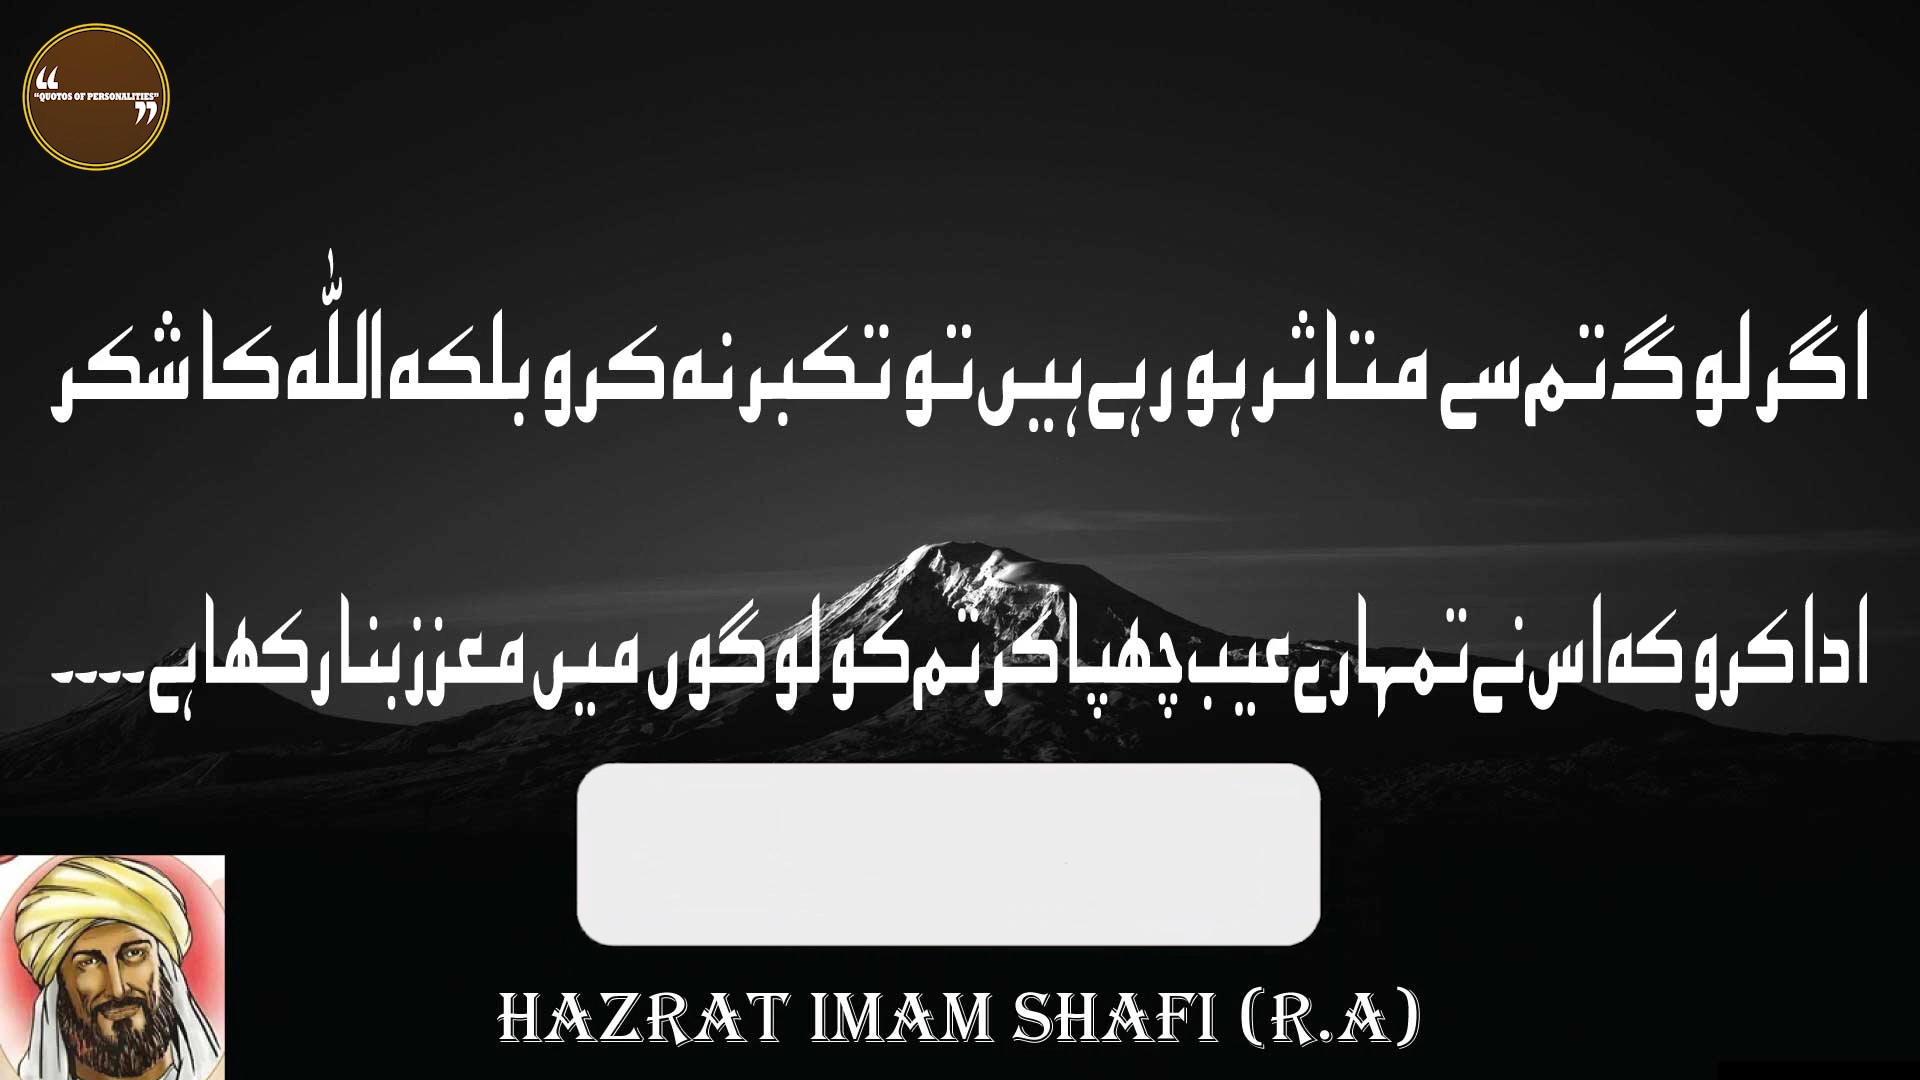 “QUOTOS OF PERSONALITIES”
اگر لوگ تم سے متاثر ہو رہے ہیں تو تکبر نہ کرو بلکہ اللہ کا شکر
ادا کرو کہ اس نے تمہارے عیب چھپا کر تم کو لوگوں میں معزز بنا رکھا ہے۔۔۔۔
HAZRAT IMAM SHAFI (R.A)